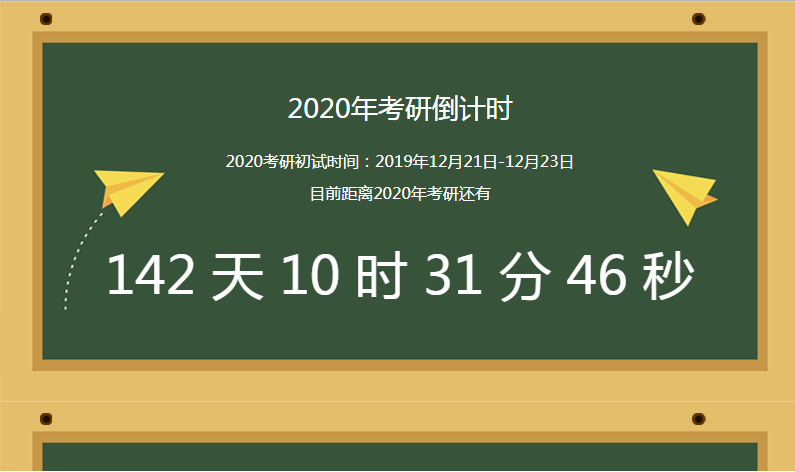 2020年考研倒计时
2020考研初试时间：2019年12月21日-12月23日
目前距离2020年考研还有
142 天 10 时 31 分 46 秒